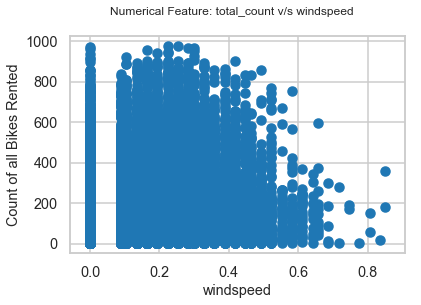 Numerical Feature: total_count v/s windspeed
Count of all Bikes Rented
1000
800
600
400
200
0
0.0 0.2 0.4 0.6 0.8
windspeed